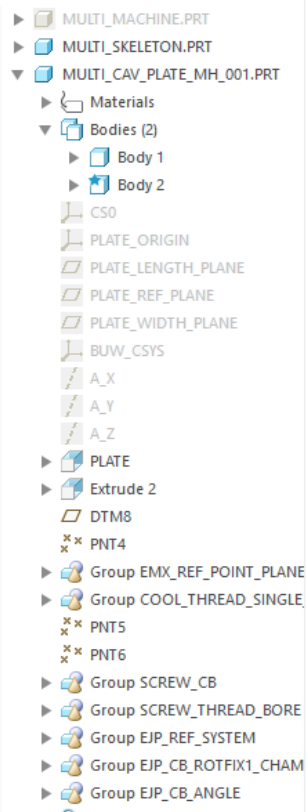 MULTI_MACHINE.PRT
MULTI_SKELETON.PRT
MULTI_CAV_PLATE_MH_001.PRT
Materials
Bodies (2)
Body 1
Body 2
CS0
PLATE_ORIGIN
PLATE_LENGTH_PLANE
PLATE_REF_PLANE
PLATE_WIDTH_PLANE
BUW_CSYS
A_X
A_Y
A_Z
PLATE
Extrude 2
DTM8
PNT4
Group EMX_REF_POINT_PLANE
Group COOL_THREAD_SINGLE_
PNT5
PNT6
Group SCREW_CB
Group SCREW_THREAD_BORE
Group EJP_REF_SYSTEM
Group EJP_CB_ROTFIX1_CHAM
Group EJP_CB_ANGLE